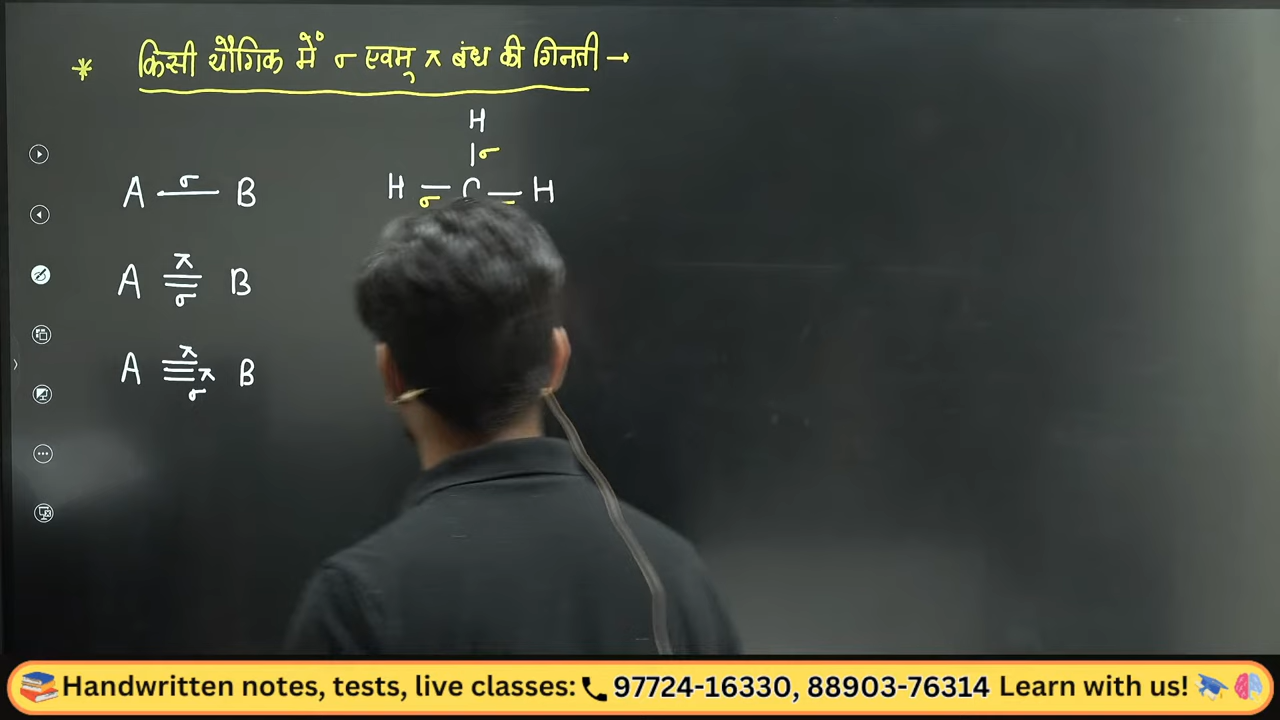 * किसी यौगिक में σ एवम् π बंध की गिनती →
H
σ
H C H
σ
A σ B
π
A B
σ
π
A π B
σ
📚Handwritten notes, tests, live classes:📞97724-16330, 88903-76314 Learn with us!🎓🧠